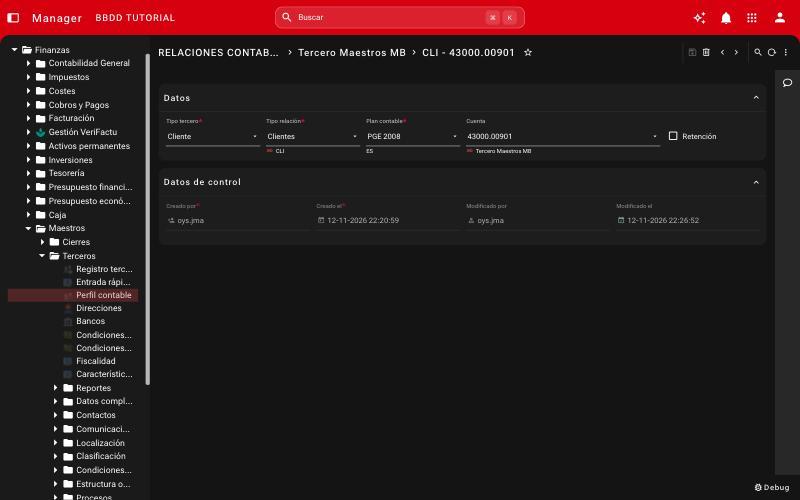 Manager
BBDD TUTORIAL
Buscar
⌘ K
Finanzas
Contabilidad General
Impuestos
Costes
Cobros y Pagos
Facturación
Gestión VeriFactu
Activos permanentes
Inversiones
Tesorería
Presupuesto financi...
Presupuesto econó...
Caja
Maestros
Cierres
Terceros
Registro terc...
Entrada rápi...
Perfil contable
Direcciones
Bancos
Condiciones...
Condiciones...
Fiscalidad
Característic...
Reportes
Datos compl...
Contactos
Comunicaci...
Localización
Clasificación
Condiciones...
Estructura o...
Procesos
RELACIONES CONTAB... > Tercero Maestros MB > CLI - 43000.00901
Datos
Tipo tercero* Tipo relación* Plan contable* Cuenta
Cliente Clientes PGE 2008 43000.00901 Retención
CLI ES Tercero Maestros MB
Datos de control
Creado por* Creado el* Modificado por Modificado el
oys.jma 12-11-2026 22:20:59 oys.jma 12-11-2026 22:26:52
Debug